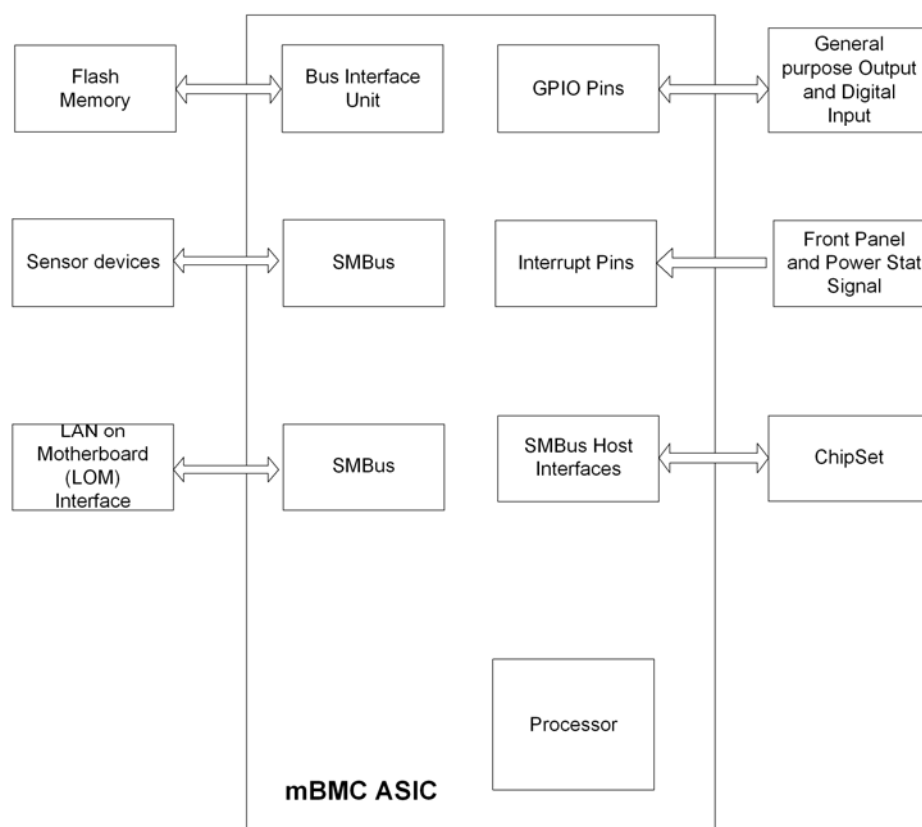 Flash
Memory
Bus Interface
Unit
GPIO Pins
General
purpose Output
and Digital
Input
Sensor devices
SMBus
Interrupt Pins
Front Panel
and Power Stat
Signal
LAN on
Motherboard
(LOM)
Interface
SMBus
SMBus Host
Interfaces
ChipSet
Processor
mBMC ASIC